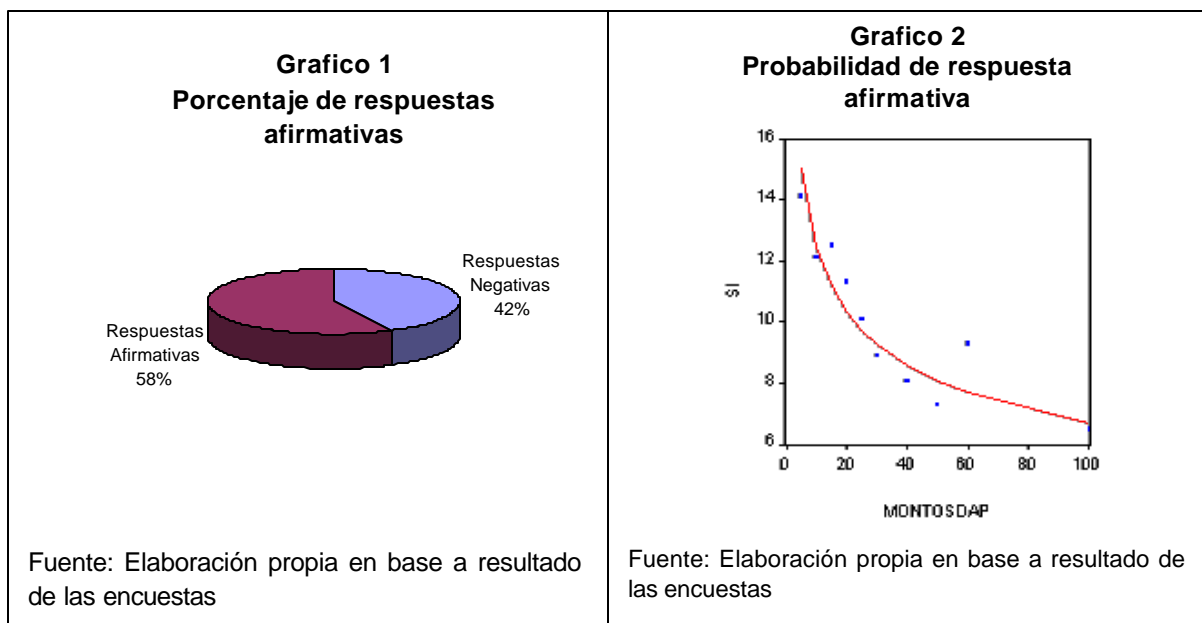 Grafico 1
Porcentaje de respuestas
afirmativas
Respuestas
Negativas
42%
Respuestas
Afirmativas
58%
Fuente: Elaboración propia en base a resultado
de las encuestas
Grafico 2
Probabilidad de respuesta
afirmativa
16
14
12
10
8
6
SI
0 20 40 60 80 100
MONTOSDAP
Fuente: Elaboración propia en base a resultado de
las encuestas